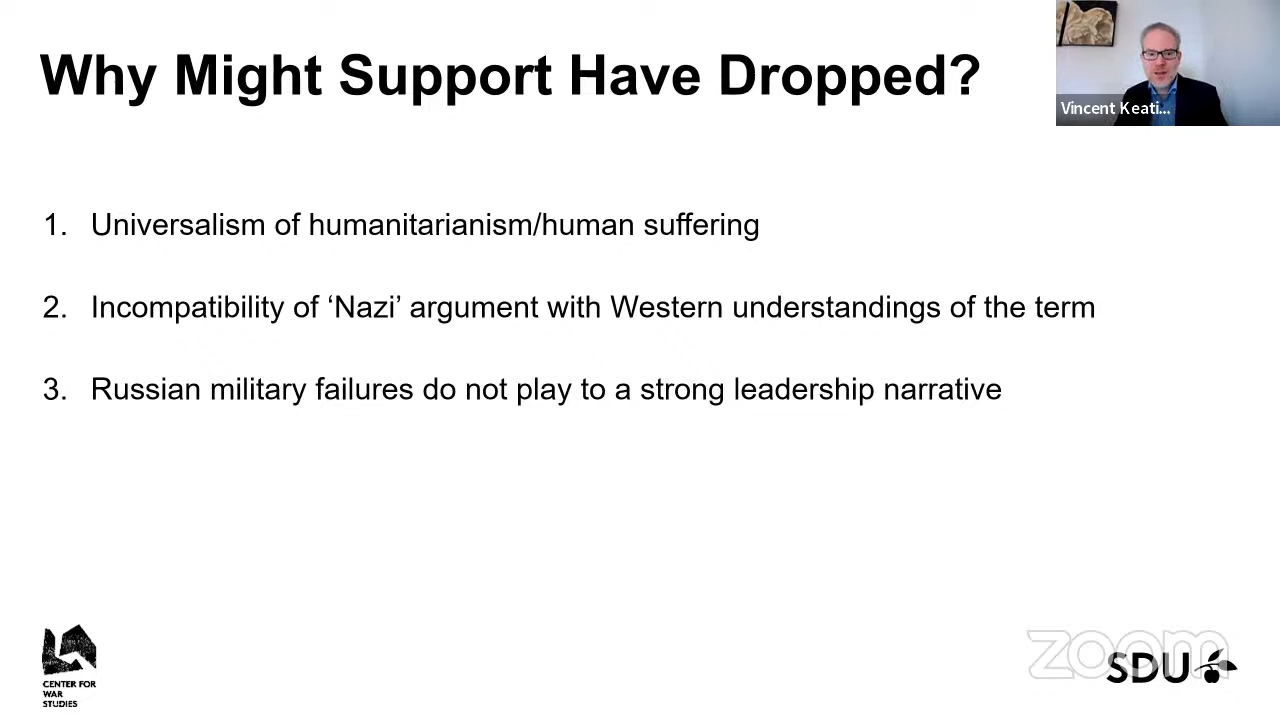 Why Might Support Have Dropped?
Vincent Keati...
1. Universalism of humanitarianism/human suffering
2. Incompatibility of ‘Nazi’ argument with Western understandings of the term
3. Russian military failures do not play to a strong leadership narrative
CENTER FOR
WAR
STUDIES
zoom
SDU